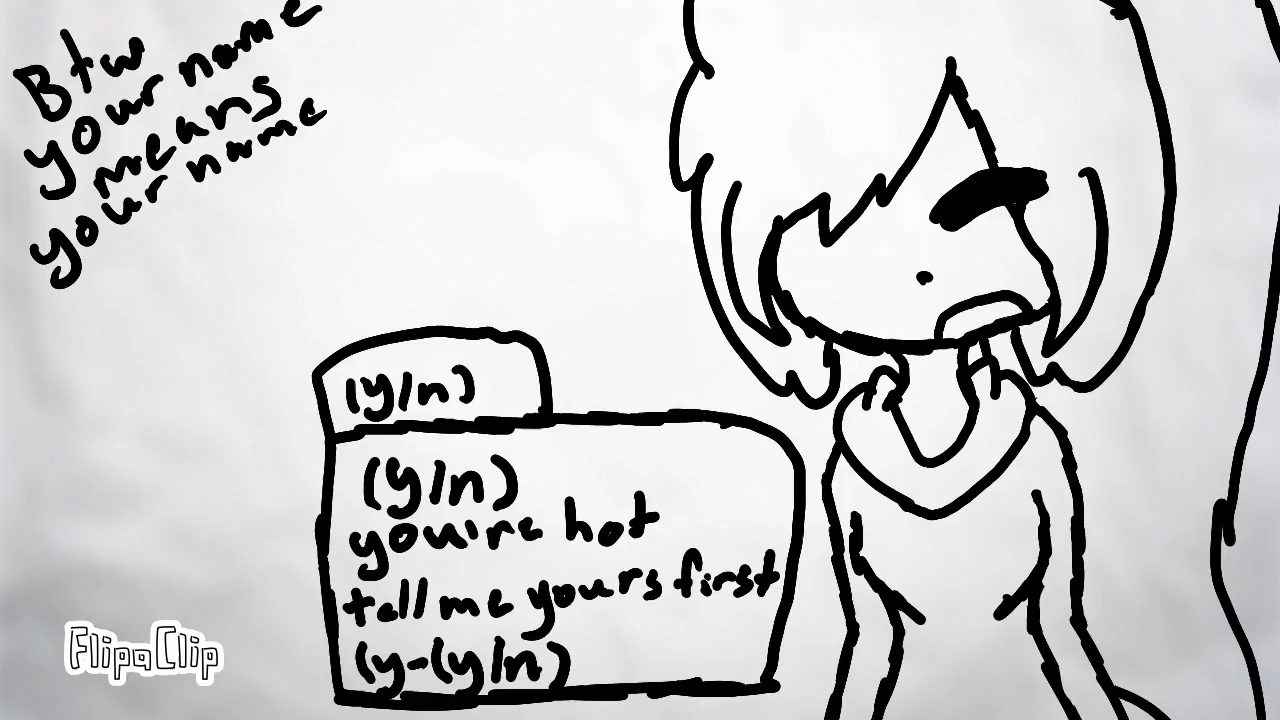 Btw
your name
means
your name
(y/n)
(y/n)
you're hot
tell me yours first
(y-(y/n)
FlipaClip